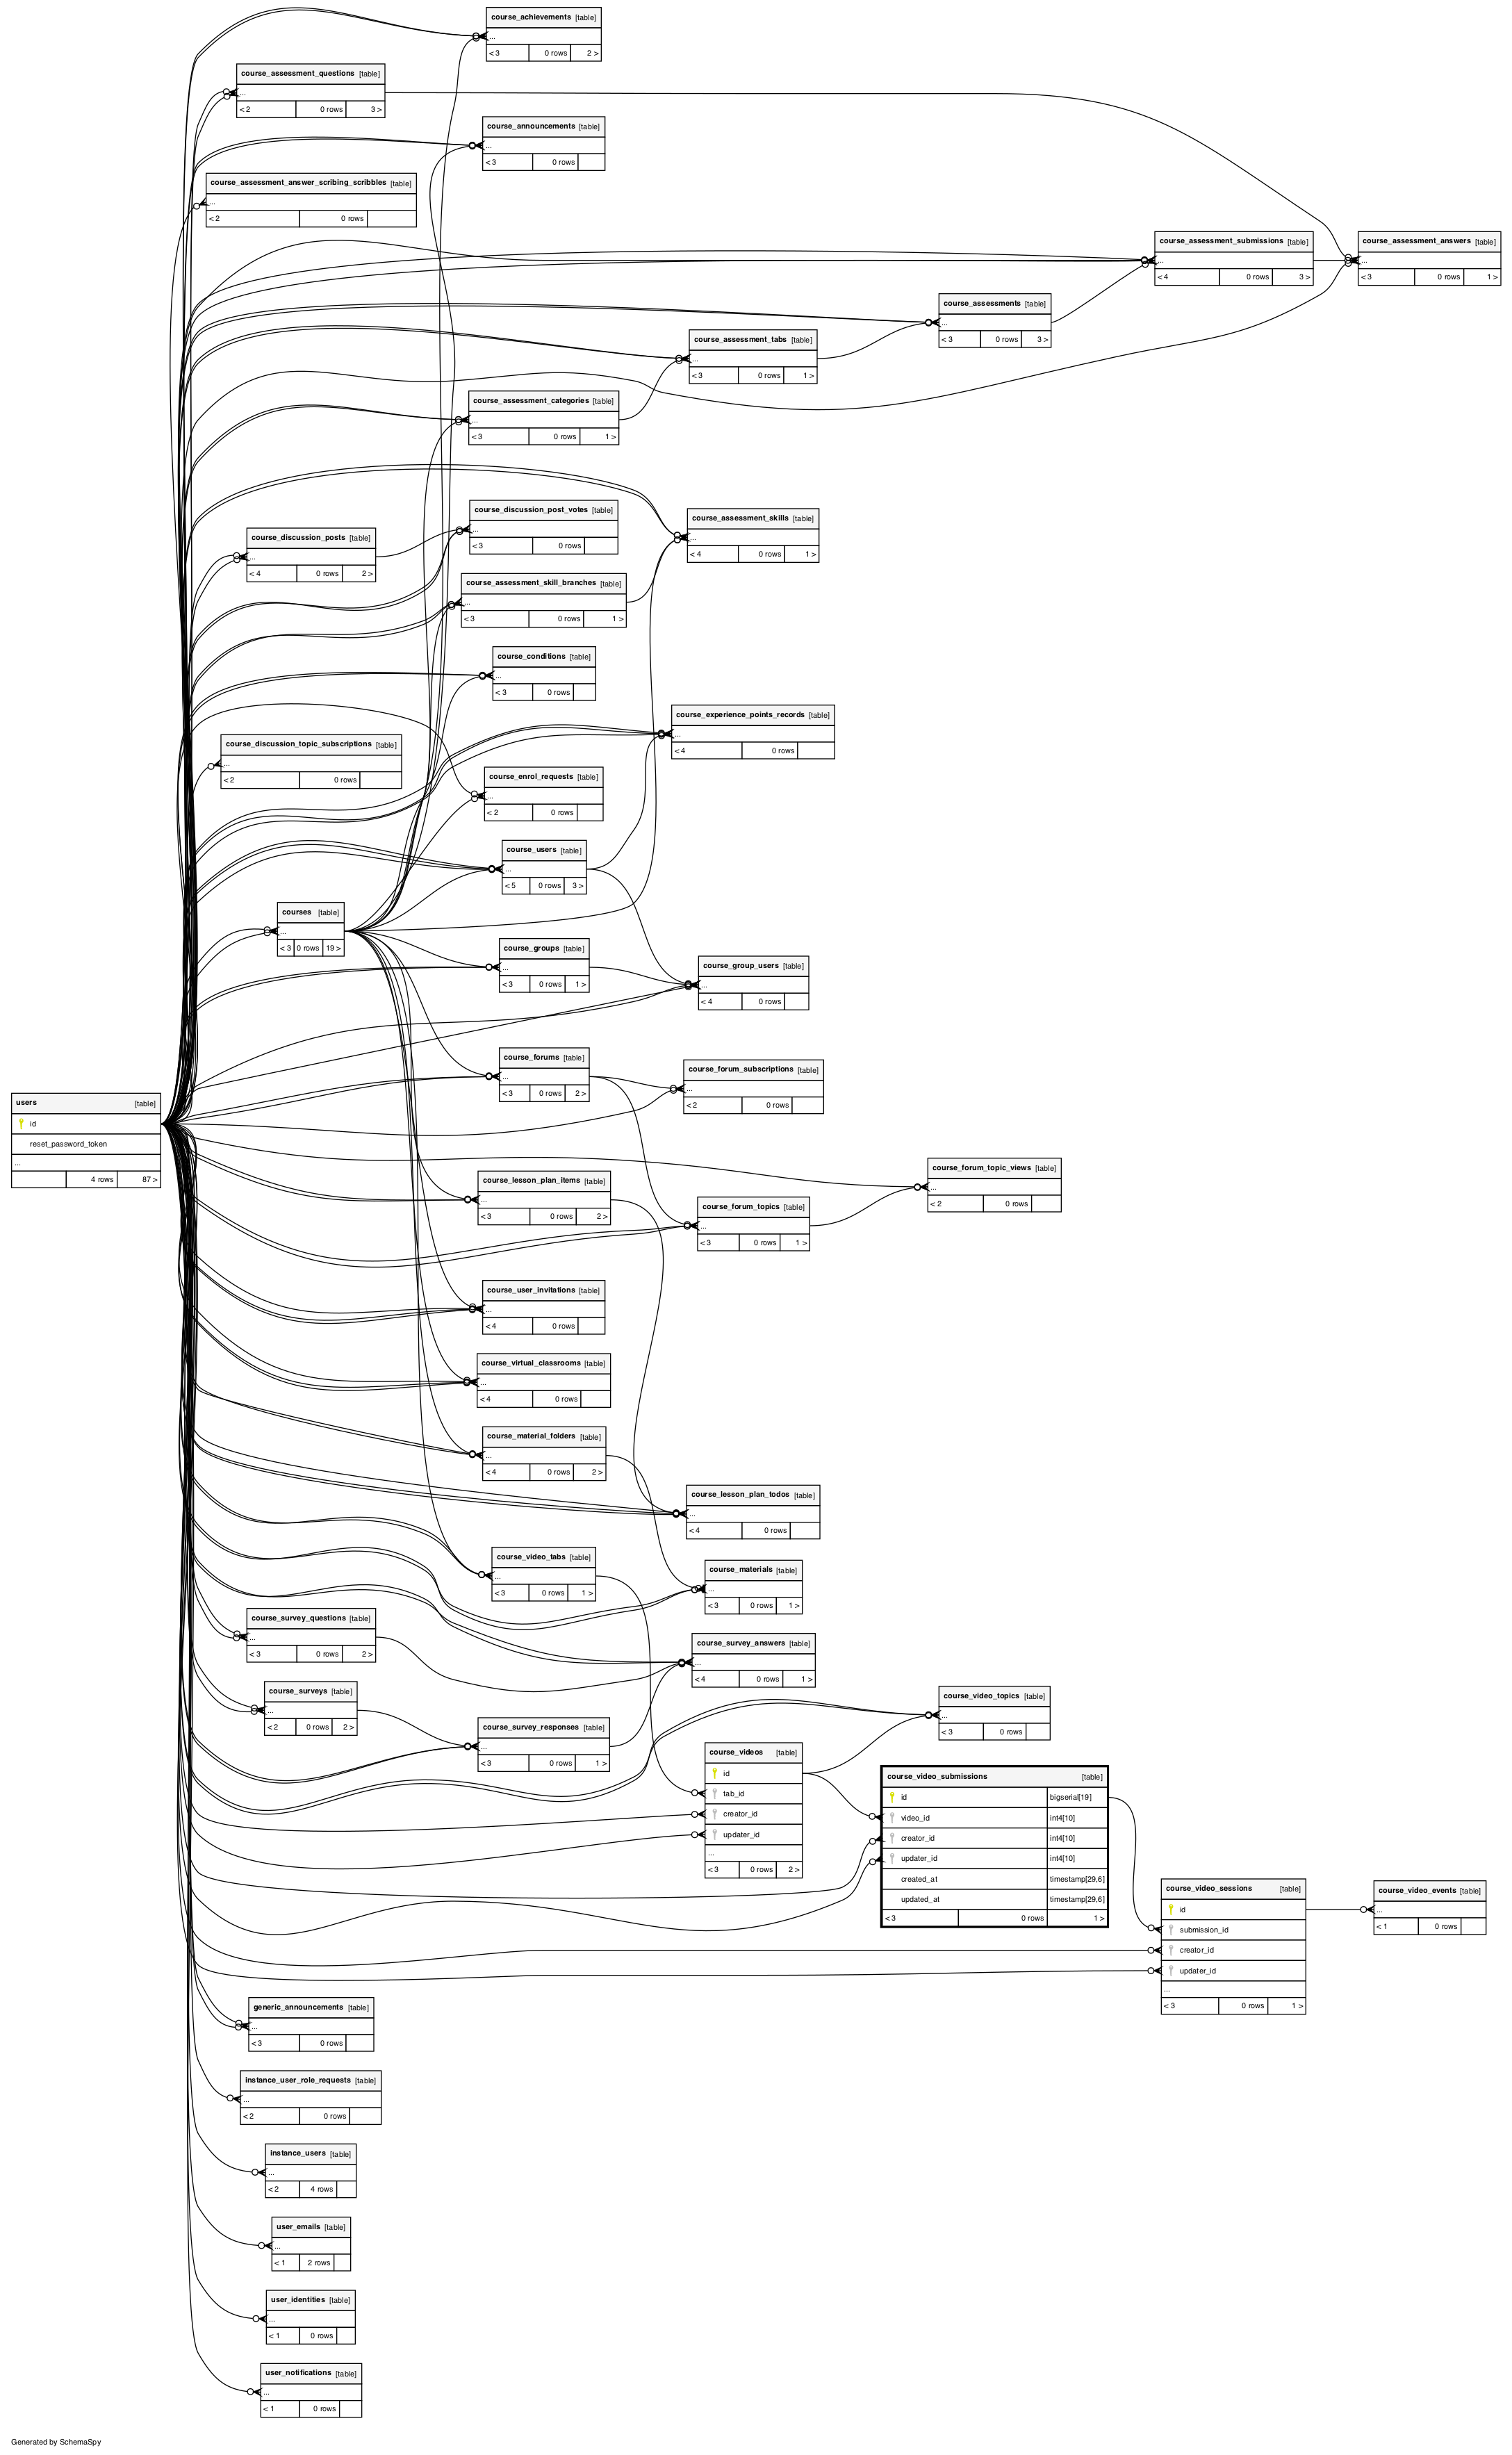 course_achievements [table]
...
< 3 0 rows 2 >
course_assessment_questions [table]
...
< 2 0 rows 3 >
course_announcements [table]
...
< 3 0 rows
course_assessment_answer_scribing_scribbles [table]
...
< 2 0 rows
course_assessment_submissions [table]
...
< 4 0 rows 3 >
course_assessment_answers [table]
...
< 3 0 rows 1 >
course_assessments [table]
...
< 3 0 rows 3 >
course_assessment_tabs [table]
...
< 3 0 rows 1 >
course_assessment_categories [table]
...
< 3 0 rows 1 >
course_discussion_post_votes [table]
...
< 3 0 rows
course_assessment_skills [table]
...
< 4 0 rows 1 >
course_discussion_posts [table]
...
< 4 0 rows 2 >
course_assessment_skill_branches [table]
...
< 3 0 rows 1 >
course_conditions [table]
...
< 3 0 rows
course_experience_points_records [table]
...
< 4 0 rows
course_discussion_topic_subscriptions [table]
...
< 2 0 rows
course_enrol_requests [table]
...
< 2 0 rows
course_users [table]
...
< 5 0 rows 3 >
courses [table]
...
< 3 0 rows 19 >
course_groups [table]
...
< 3 0 rows 1 >
course_group_users [table]
...
< 4 0 rows
course_forums [table]
...
< 3 0 rows 2 >
course_forum_subscriptions [table]
...
< 2 0 rows
users [table]
id
reset_password_token
...
4 rows 87 >
course_forum_topic_views [table]
...
< 2 0 rows
course_lesson_plan_items [table]
...
< 3 0 rows 2 >
course_forum_topics [table]
...
< 3 0 rows 1 >
course_user_invitations [table]
...
< 4 0 rows
course_virtual_classrooms [table]
...
< 4 0 rows
course_material_folders [table]
...
< 4 0 rows 2 >
course_lesson_plan_todos [table]
...
< 4 0 rows
course_video_tabs [table]
...
< 3 0 rows 1 >
course_materials [table]
...
< 3 0 rows 1 >
course_survey_questions [table]
...
< 3 0 rows 2 >
course_survey_answers [table]
...
< 4 0 rows 1 >
course_surveys [table]
...
< 2 0 rows 2 >
course_video_topics [table]
...
< 3 0 rows
course_survey_responses [table]
...
< 3 0 rows 1 >
course_videos [table]
id
tab_id
creator_id
updater_id
...
< 3 0 rows 2 >
course_video_submissions [table]
id bigserial[19]
video_id int4[10]
creator_id int4[10]
updater_id int4[10]
created_at timestamp[29,6]
updated_at timestamp[29,6]
< 3 0 rows 1 >
course_video_sessions [table]
id
submission_id
creator_id
updater_id
...
< 3 0 rows 1 >
course_video_events [table]
...
< 1 0 rows
generic_announcements [table]
...
< 3 0 rows
instance_user_role_requests [table]
...
< 2 0 rows
instance_users [table]
...
< 2 4 rows
user_emails [table]
...
< 1 2 rows
user_identities [table]
...
< 1 0 rows
user_notifications [table]
...
< 1 0 rows
Generated by SchemaSpy